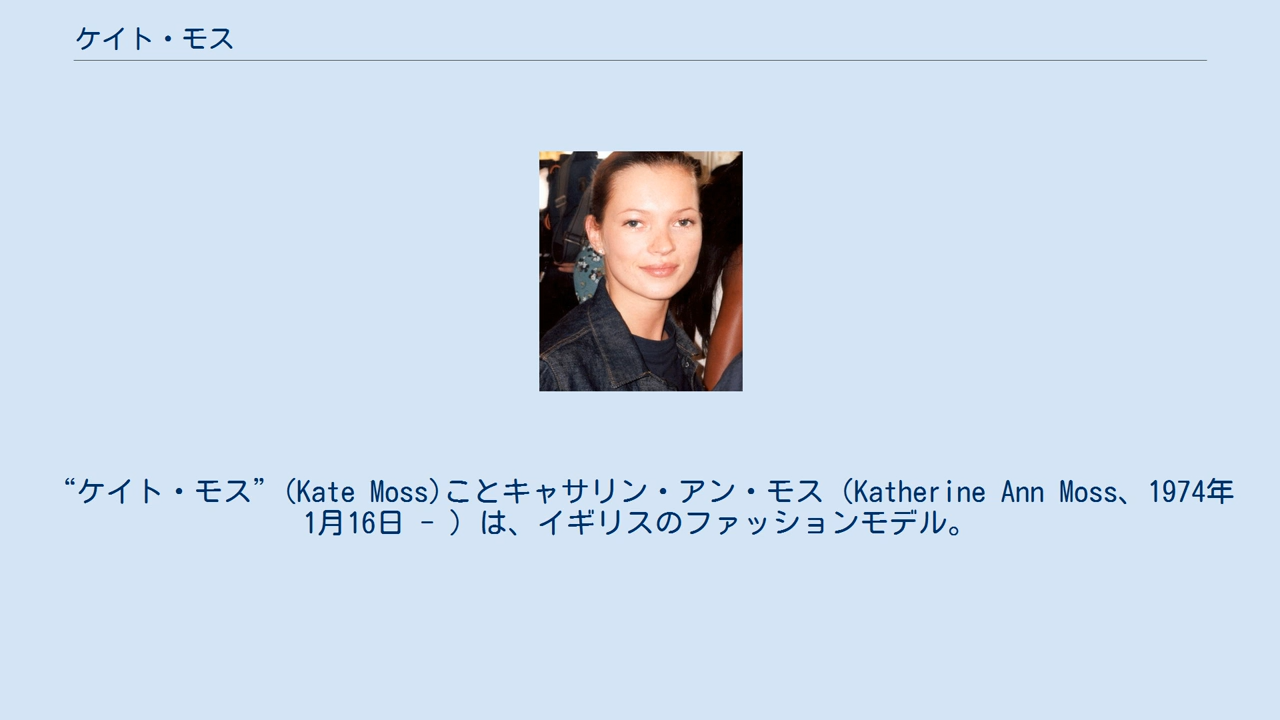 ケイト・モス
“ケイト・モス” (Kate Moss)ことキャサリン・アン・モス (Katherine Ann Moss、1974年
1月16日 - ) は、イギリスのファッションモデル。